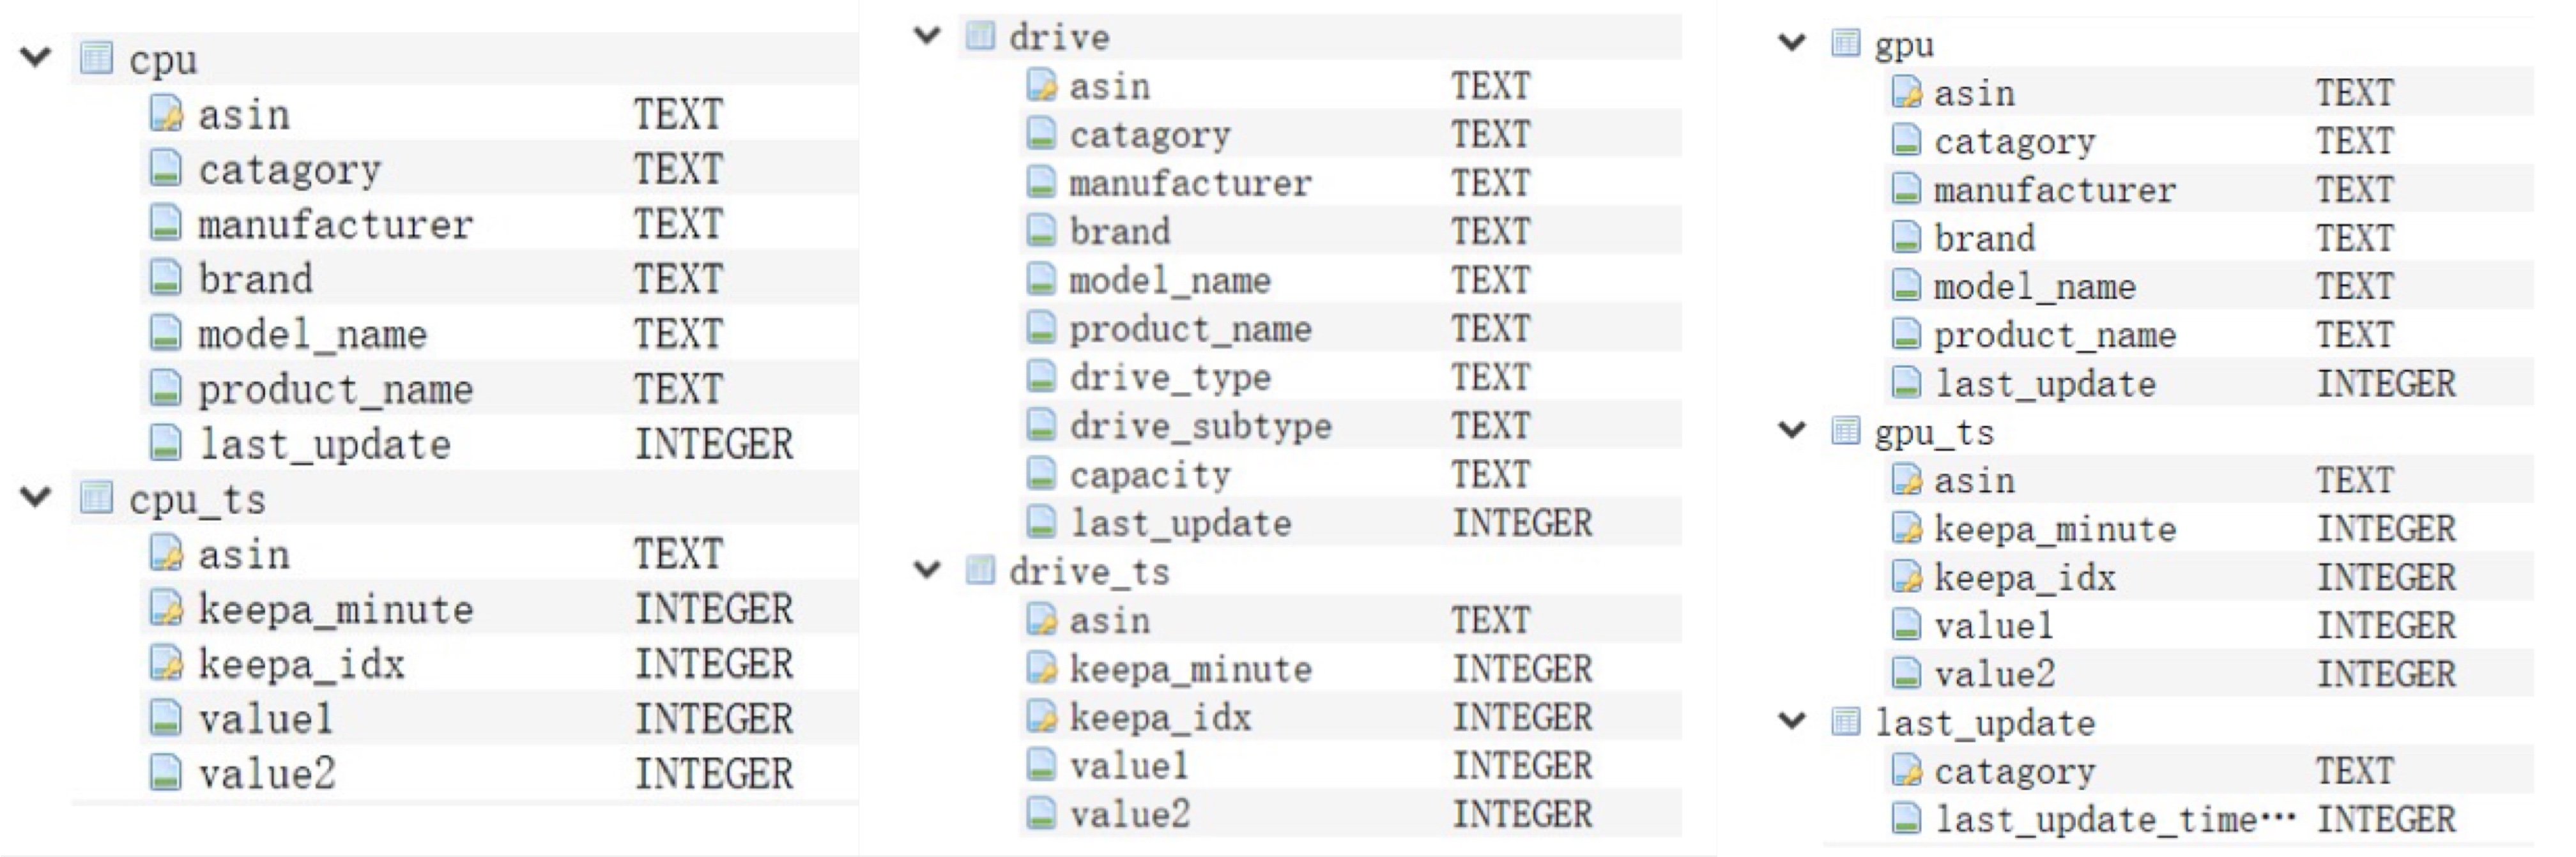 cpu
asin TEXT
catagory TEXT
manufacturer TEXT
brand TEXT
model_name TEXT
product_name TEXT
last_update INTEGER
cpu_ts
asin TEXT
keepa_minute INTEGER
keepa_idx INTEGER
value1 INTEGER
value2 INTEGER
drive
asin TEXT
catagory TEXT
manufacturer TEXT
brand TEXT
model_name TEXT
product_name TEXT
drive_type TEXT
drive_subtype TEXT
capacity TEXT
last_update INTEGER
drive_ts
asin TEXT
keepa_minute INTEGER
keepa_idx INTEGER
value1 INTEGER
value2 INTEGER
gpu
asin TEXT
catagory TEXT
manufacturer TEXT
brand TEXT
model_name TEXT
product_name TEXT
last_update INTEGER
gpu_ts
asin TEXT
keepa_minute INTEGER
keepa_idx INTEGER
value1 INTEGER
value2 INTEGER
last_update
catagory TEXT
last_update_time… INTEGER